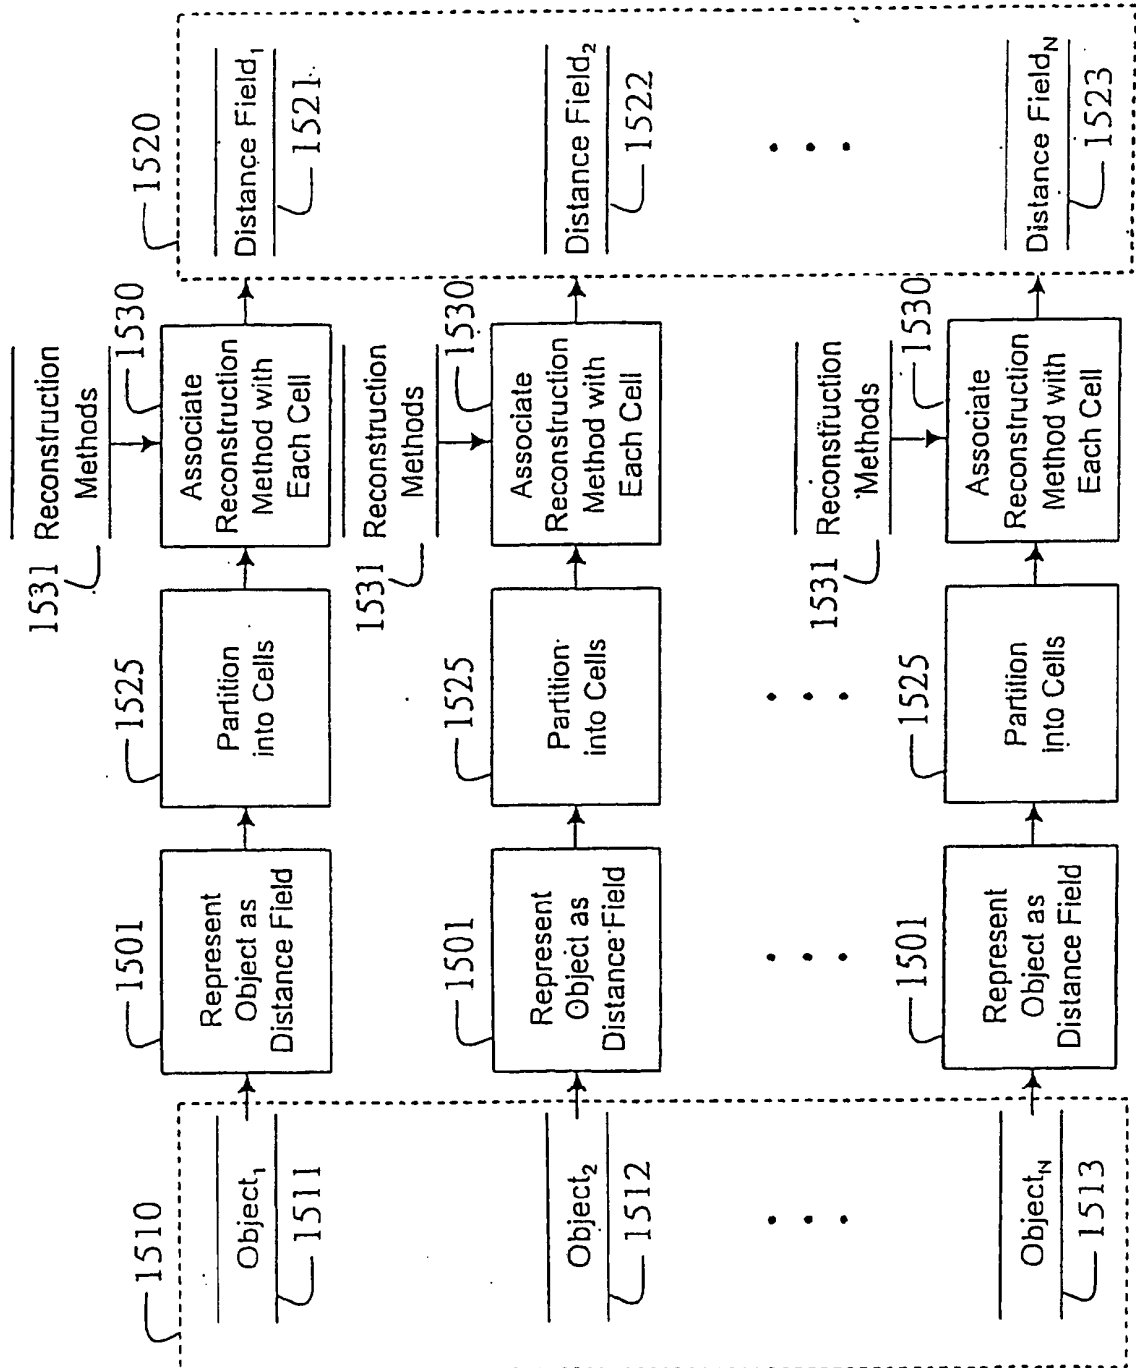 1510
Object₁
1511
1501
Represent
Object as
Distance Field
1525
Partition
into Cells
1531
Reconstruction
Methods
1530
Associate
Reconstruction
Method with
Each Cell
1520
Distance Field₁
1521
Object₂
1512
1501
Represent
Object as
Distance Field
1525
Partition
into Cells
1531
Reconstruction
Methods
1530
Associate
Reconstruction
Method with
Each Cell
Distance Field₂
1522
Object_N
1513
1501
Represent
Object as
Distance Field
1525
Partition
into Cells
1531
Reconstruction
Methods
1530
Associate
Reconstruction
Method with
Each Cell
Distance Field_N
1523